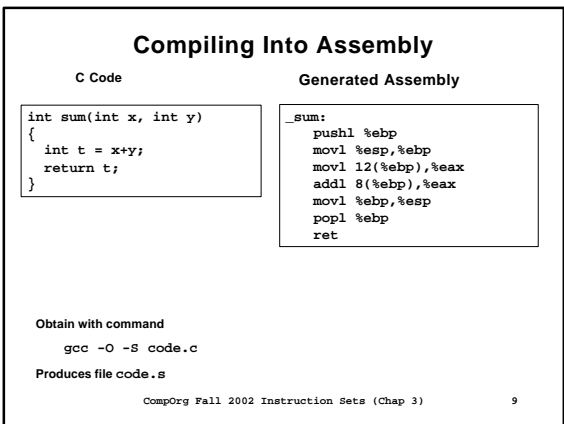 Compiling Into Assembly
C Code
int sum(int x, int y)
{
  int t = x+y;
  return t;
}
Generated Assembly
_sum:
   pushl %ebp
   movl %esp,%ebp
   movl 12(%ebp),%eax
   addl 8(%ebp),%eax
   movl %ebp,%esp
   popl %ebp
   ret
Obtain with command
gcc -O -S code.c
Produces file code.s
CompOrg Fall 2002 Instruction Sets (Chap 3) 9